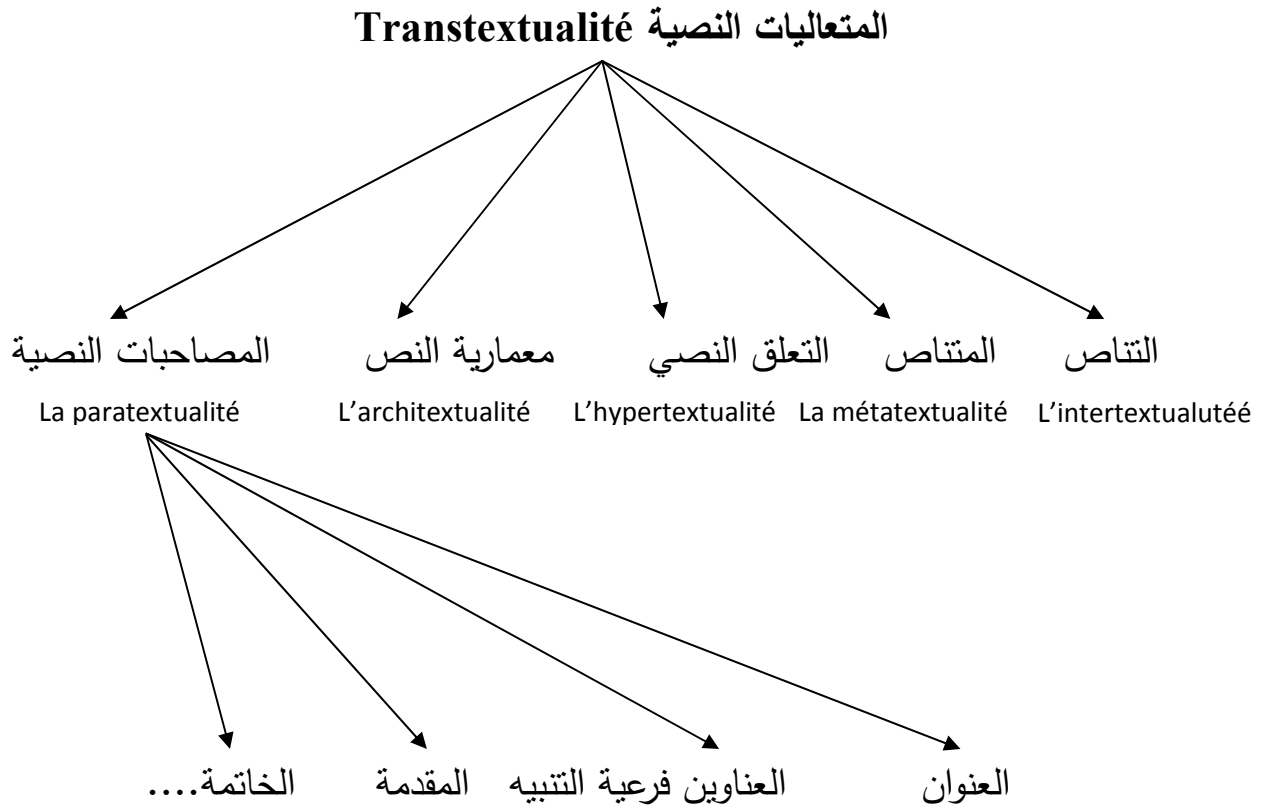 المتعاليات النصية Transtextualité
التناص المتناص التعلق النصي معمارية النص المصاحبات النصية
L’intertextualutéé La métatextualité L’hypertextualité L’architextualité La paratextualité
العنوان العناوين فرعية التنبيه المقدمة الخاتمة....